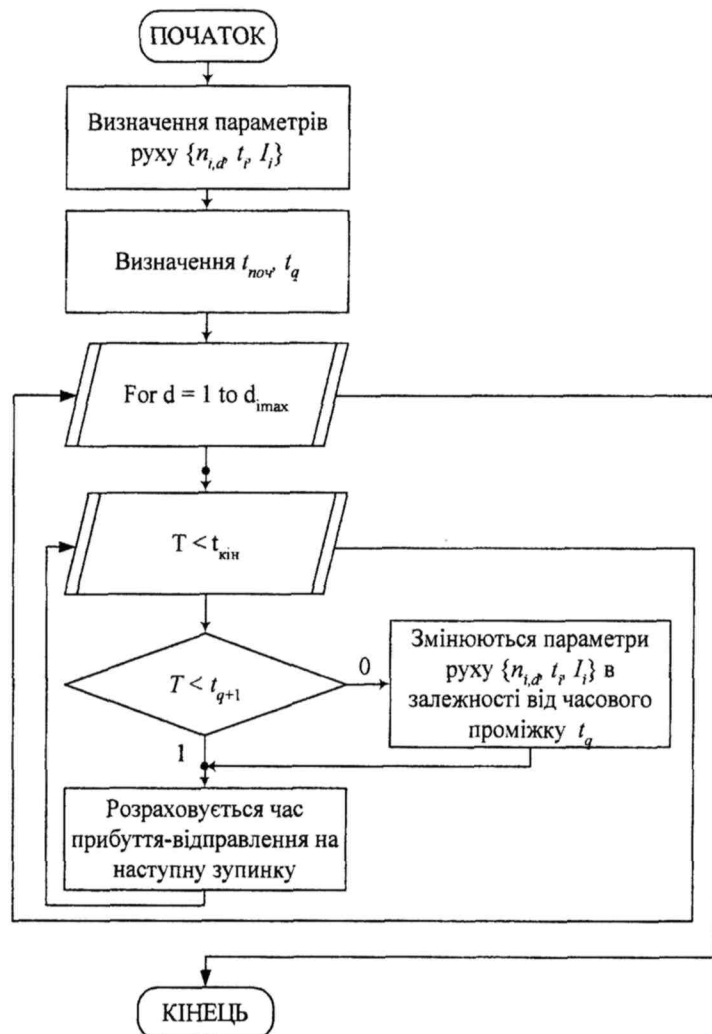 ПОЧАТОК
Визначення параметрів
руху {n_{i,d}, t_i, I_i}
Визначення t_{поч}, t_q
For d = 1 to d_{imax}
T < t_{кін}
T < t_{q+1}
0
Змінюються параметри
руху {n_{i,d}, t_i, I_i} в
залежності від часового
проміжку t_q
1
Розраховується час
прибуття-відправлення на
наступну зупинку
КІНЕЦЬ